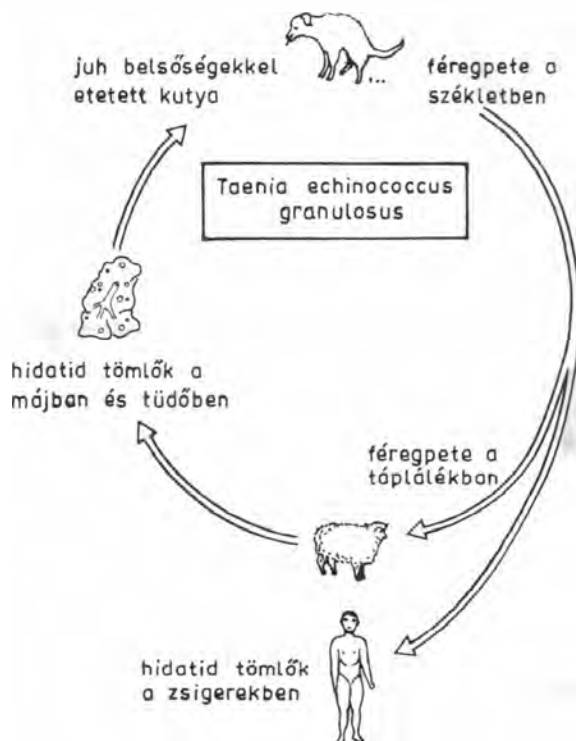 juh belsőségekkel
etetett kutya
féregpete a
székletben
Taenia echinococcus
granulosus
hidatid tömlők a
májban és tüdőben
féregpete a
táplálékban
hidatid tömlők
a zsigerekben